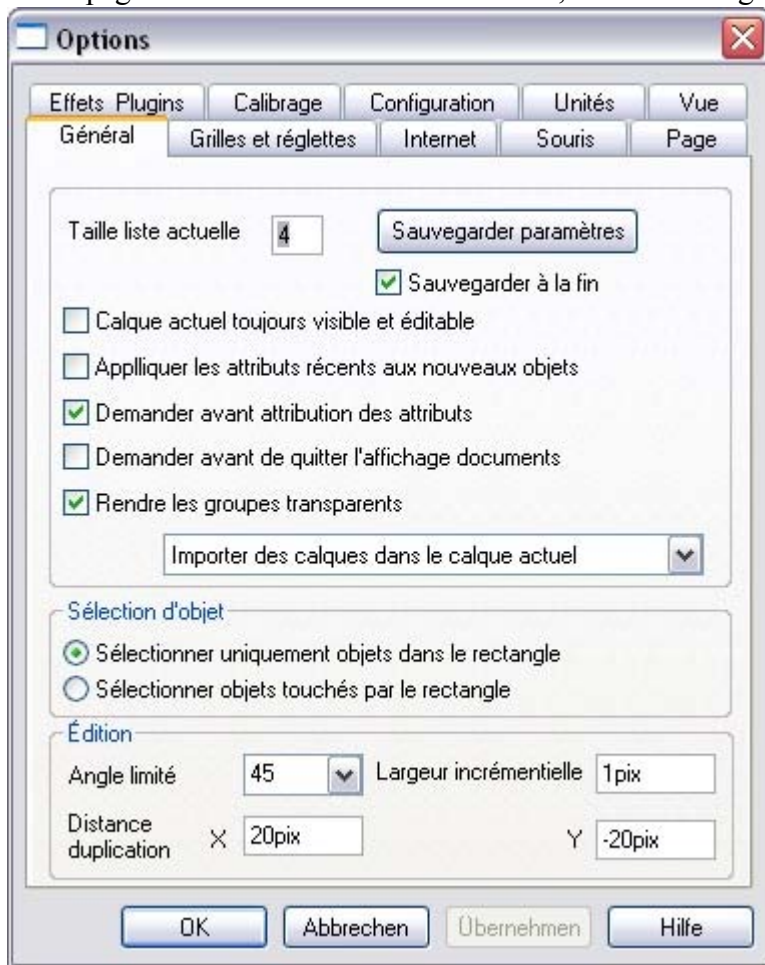 Options
Effets Plugins Calibrage Configuration Unités Vue
Général Grilles et réglettes Internet Souris Page
Taille liste actuelle 4 Sauvegarder paramètres
Sauvegarder à la fin
Calque actuel toujours visible et éditable
Applliquer les attributs récents aux nouveaux objets
Demander avant attribution des attributs
Demander avant de quitter l'affichage documents
Rendre les groupes transparents
Importer des calques dans le calque actuel
Sélection d'objet
Sélectionner uniquement objets dans le rectangle
Sélectionner objets touchés par le rectangle
Édition
Angle limité 45 Largeur incrémentielle 1pix
Distance duplication X 20pix Y -20pix
OK Abbrechen Übernehmen Hilfe